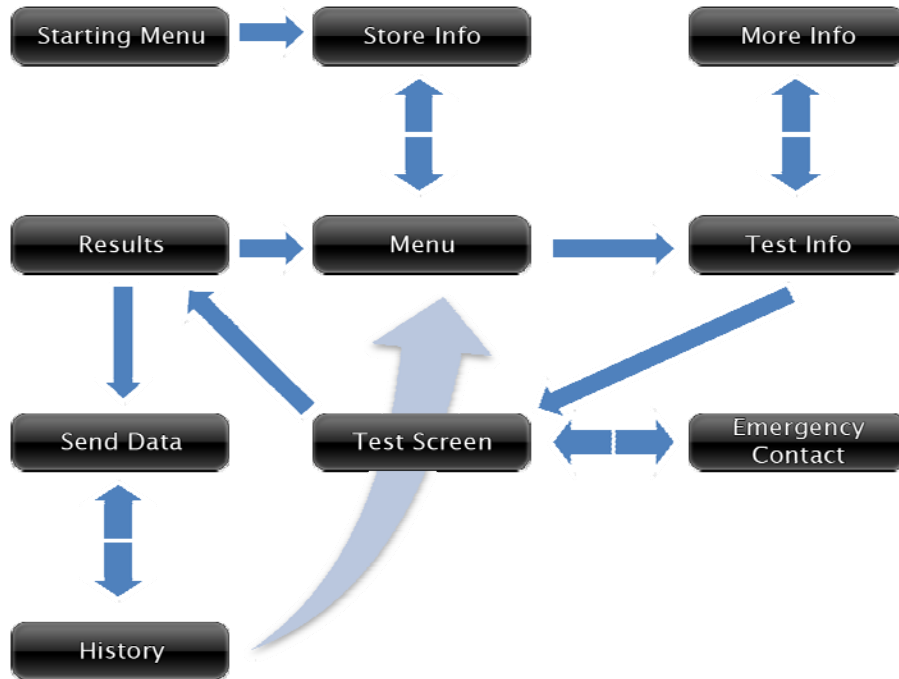 Starting Menu
Store Info
More Info
Results
Menu
Test Info
Send Data
Test Screen
Emergency
Contact
History